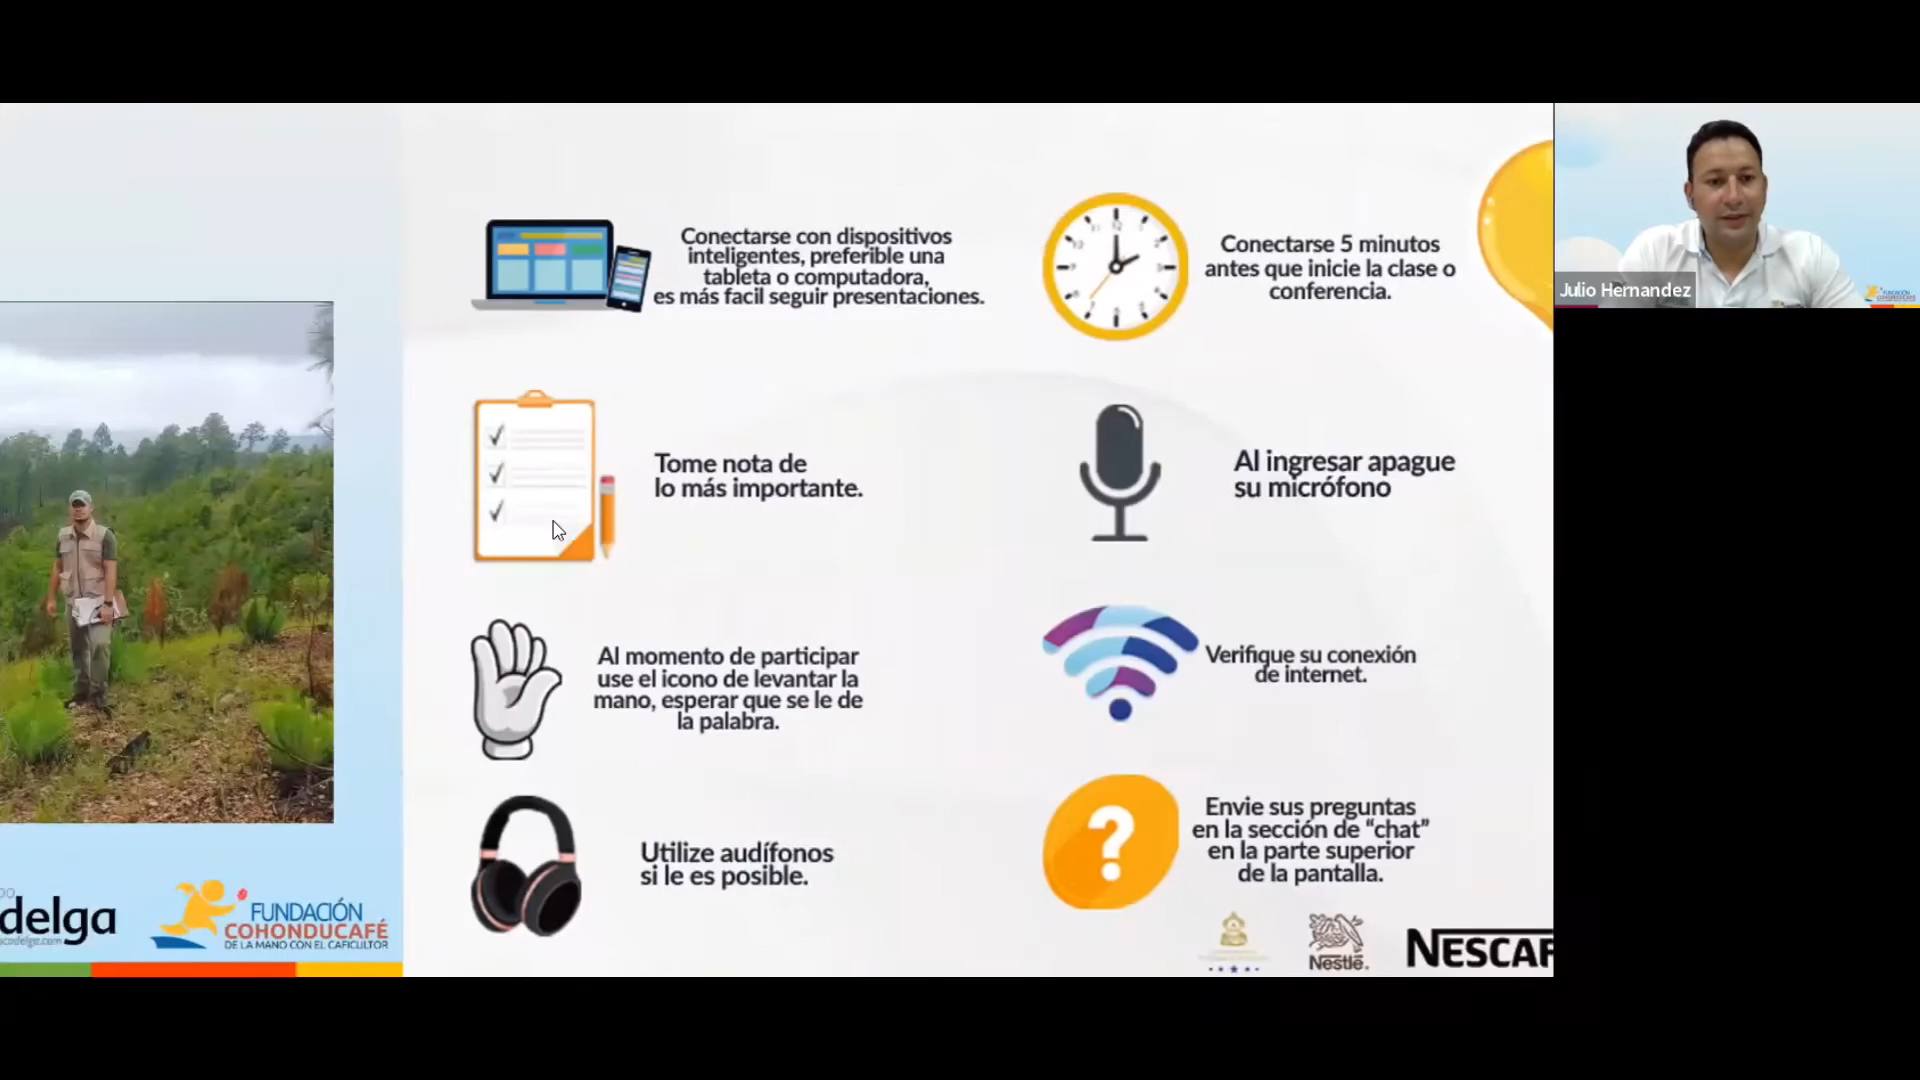 Conectarse con dispositivos
inteligentes, preferible una
tableta o computadora,
es más facil seguir presentaciones.
Conectarse 5 minutos
antes que inicie la clase o
conferencia.
Tome nota de
lo más importante.
Al ingresar apague
su micrófono
Al momento de participar
use el icono de levantar la
mano, esperar que se le de
la palabra.
Verifique su conexión
de internet.
Utilize audífonos
si le es posible.
Envie sus preguntas
en la sección de “chat”
en la parte superior
de la pantalla.
?
Julio Hernandez
delga
FUNDACIÓN
COHONDUCAFÉ
DE LA MANO CON EL CAFICULTOR
Nestlé.
NESCAF
FUNDACIÓN
COHONDUCAFÉ